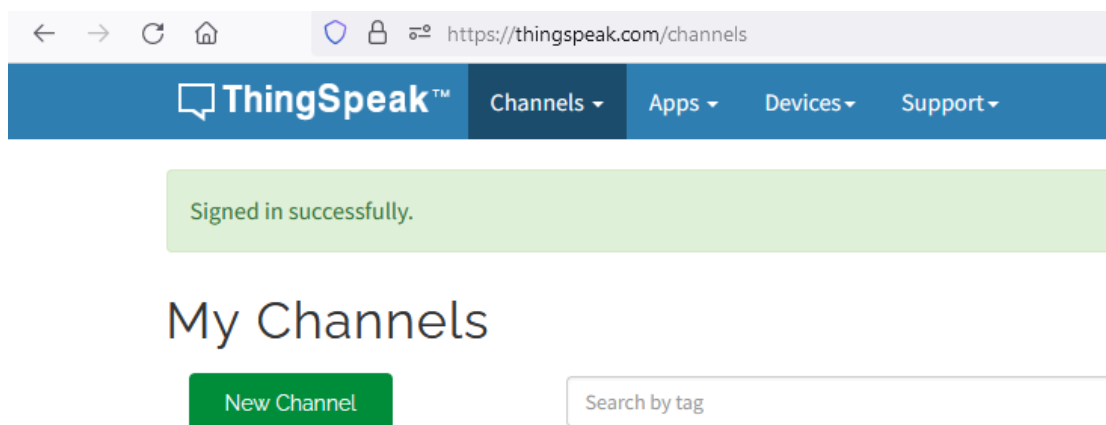 https://thingspeak.com/channels
ThingSpeak™ Channels Apps Devices Support
Signed in successfully.
My Channels
New Channel Search by tag